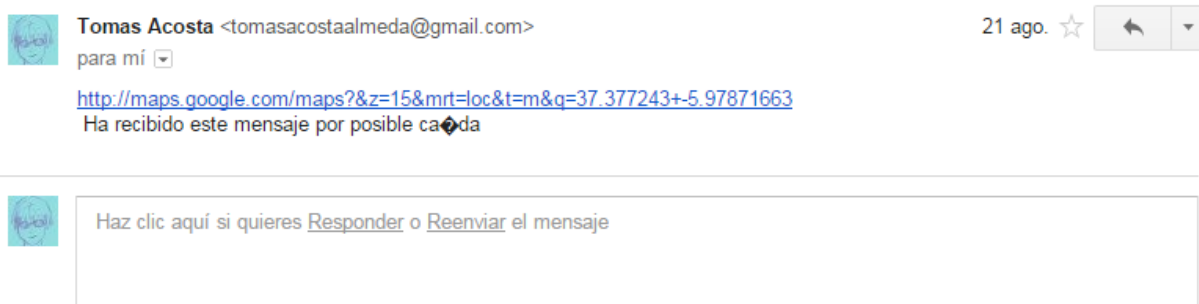 Tomas Acosta <tomasacostaalmeda@gmail.com> 21 ago.
para mí
http://maps.google.com/maps?&z=15&mrt=loc&t=m&q=37.377243+-5.97871663
Ha recibido este mensaje por posible ca�da
Haz clic aquí si quieres Responder o Reenviar el mensaje